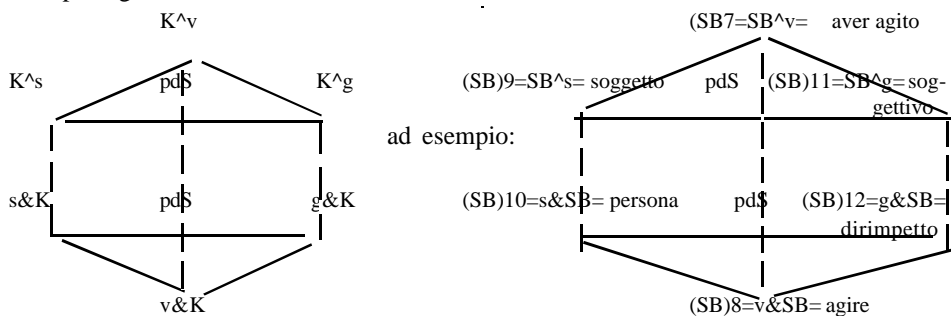 K^v (SB7=SB^v= aver agito
K^s pdS K^g (SB)9=SB^s= soggetto pdS (SB)11=SB^g= sog-
gettivo
ad esempio:
s&K pdS g&K (SB)10=s&SB= persona pdS (SB)12=g&SB=
dirimpetto
v&K (SB)8=v&SB= agire